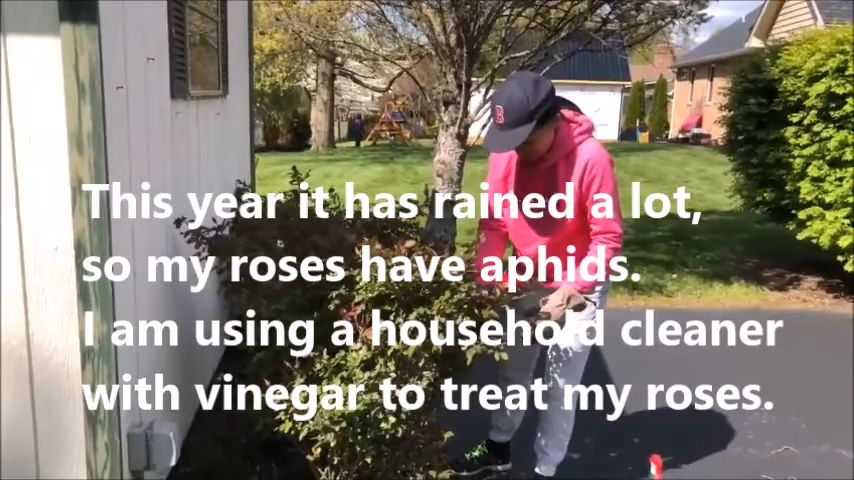 This year it has rained a lot,
so my roses have aphids.
I am using a household cleaner
with vinegar to treat my roses.